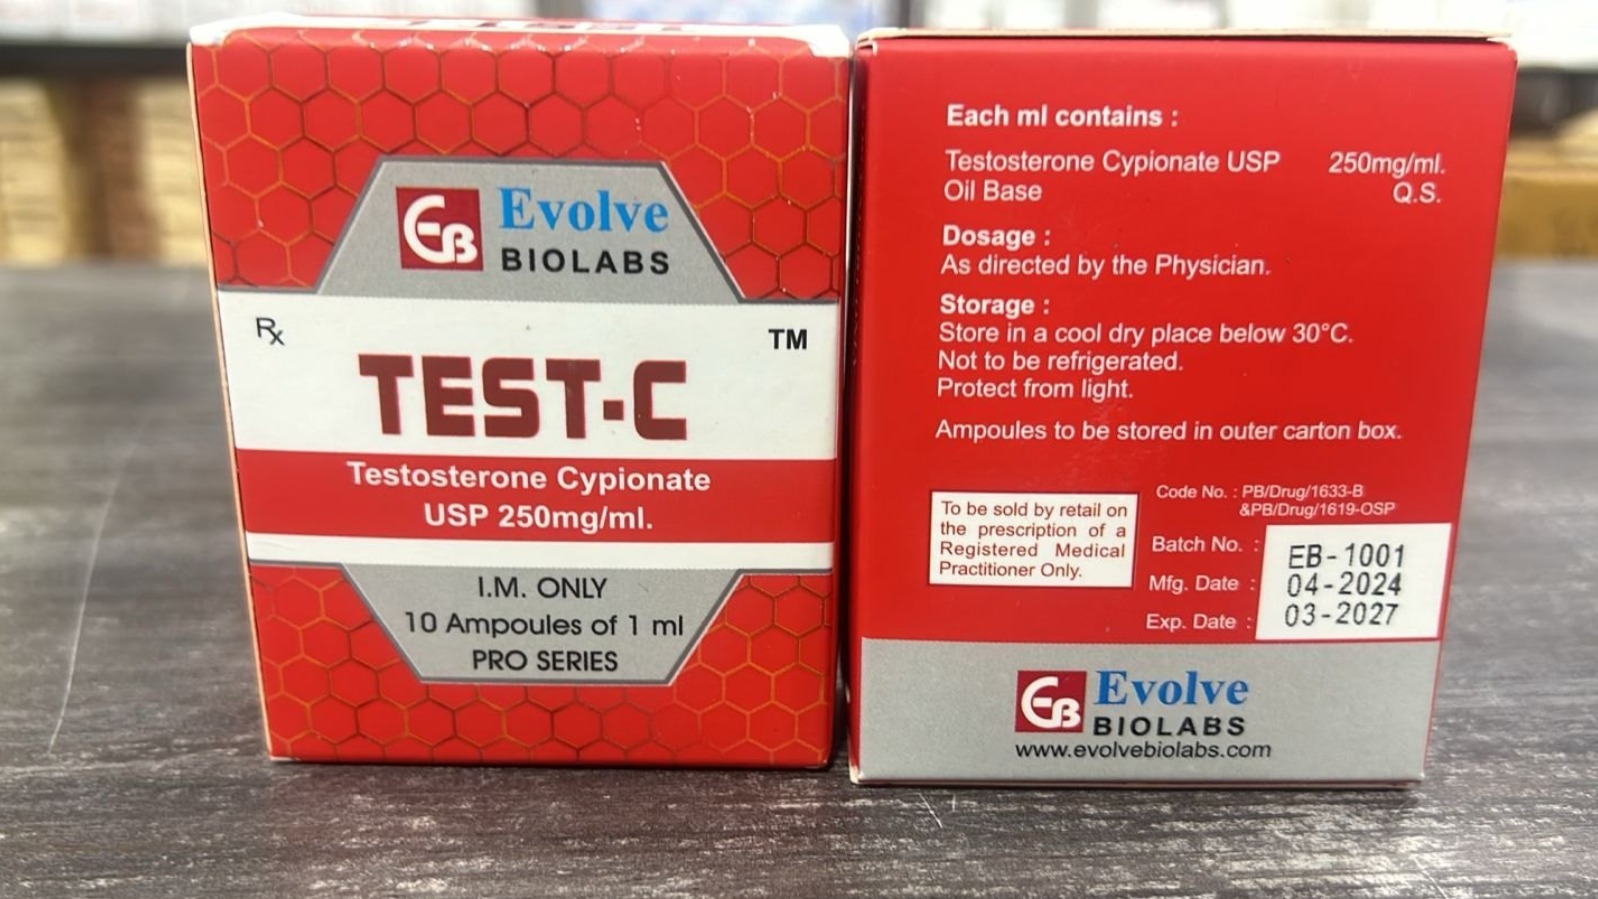 EB
Evolve
BIOLABS
Rx
TM
TEST-C
Testosterone Cypionate
USP 250mg/ml.
I.M. ONLY
10 Ampoules of 1 ml
PRO SERIES
Each ml contains :
Testosterone Cypionate USP 250mg/ml.
Oil Base Q.S.
Dosage :
As directed by the Physician.
Storage :
Store in a cool dry place below 30°C.
Not to be refrigerated.
Protect from light.
Ampoules to be stored in outer carton box.
To be sold by retail on
the prescription of a
Registered Medical
Practitioner Only.
Code No. : PB/Drug/1633-B
&PB/Drug/1619-OSP
Batch No. : EB-1001
Mfg. Date : 04-2024
Exp. Date : 03-2027
EB
Evolve
BIOLABS
www.evolvebiolabs.com